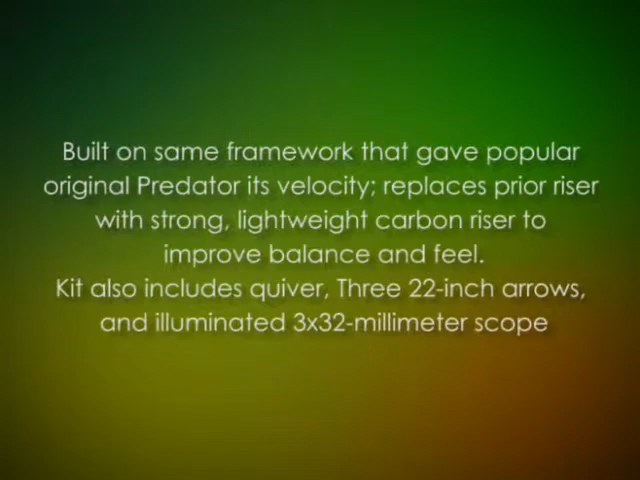 Built on same framework that gave popular
original Predator its velocity; replaces prior riser
with strong, lightweight carbon riser to
improve balance and feel.
Kit also includes quiver, Three 22-inch arrows,
and illuminated 3x32-millimeter scope